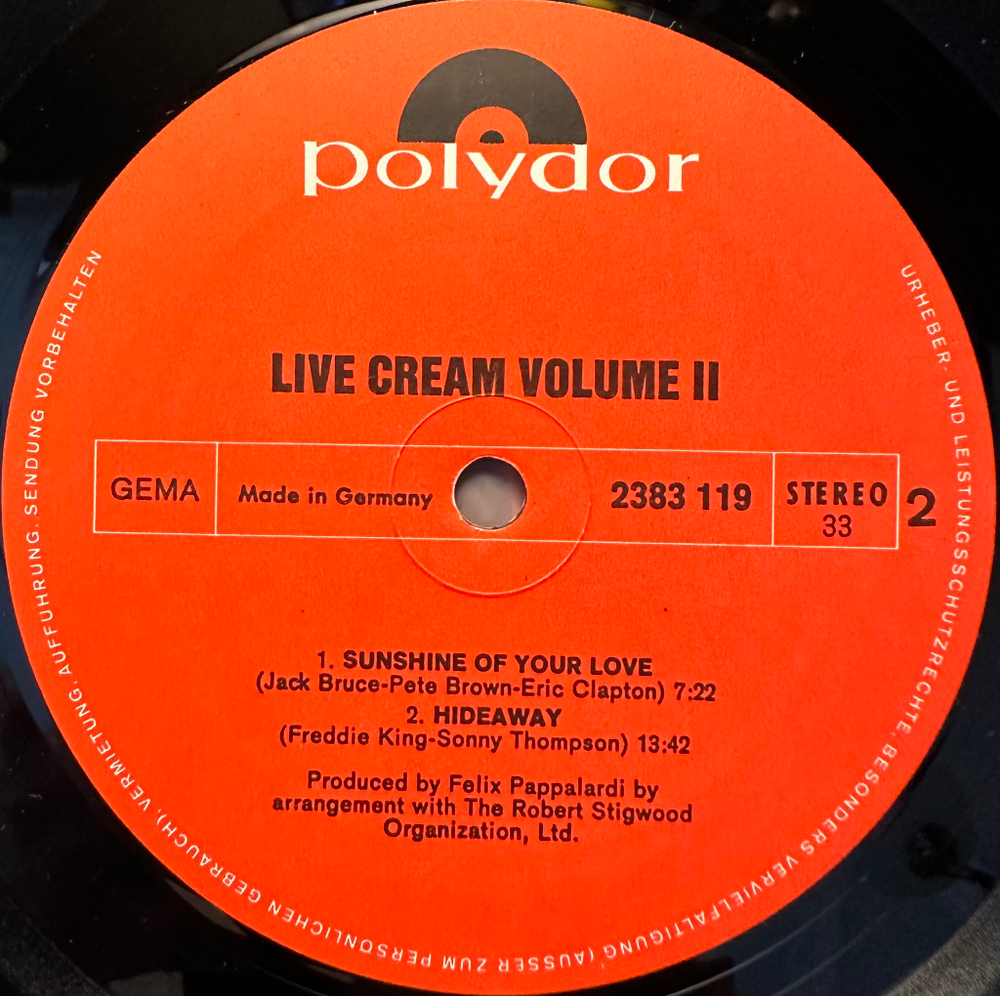 polydor
LIVE CREAM VOLUME II
GEMA
Made in Germany
2383 119
STEREO
33
2
1. SUNSHINE OF YOUR LOVE
(Jack Bruce-Pete Brown-Eric Clapton) 7:22
2. HIDEAWAY
(Freddie King-Sonny Thompson) 13:42
Produced by Felix Pappalardi by
arrangement with The Robert Stigwood
Organization, Ltd.
URHEBER- UND LEISTUNGSSCHUTZRECHTE, BESONDERS VERVIELFÄLTIGUNG (AUSSER ZUM PERSÖNLICHEN GEBRAUCH), VERMIETUNG, AUFFÜHRUNG, SENDUNG VORBEHALTEN